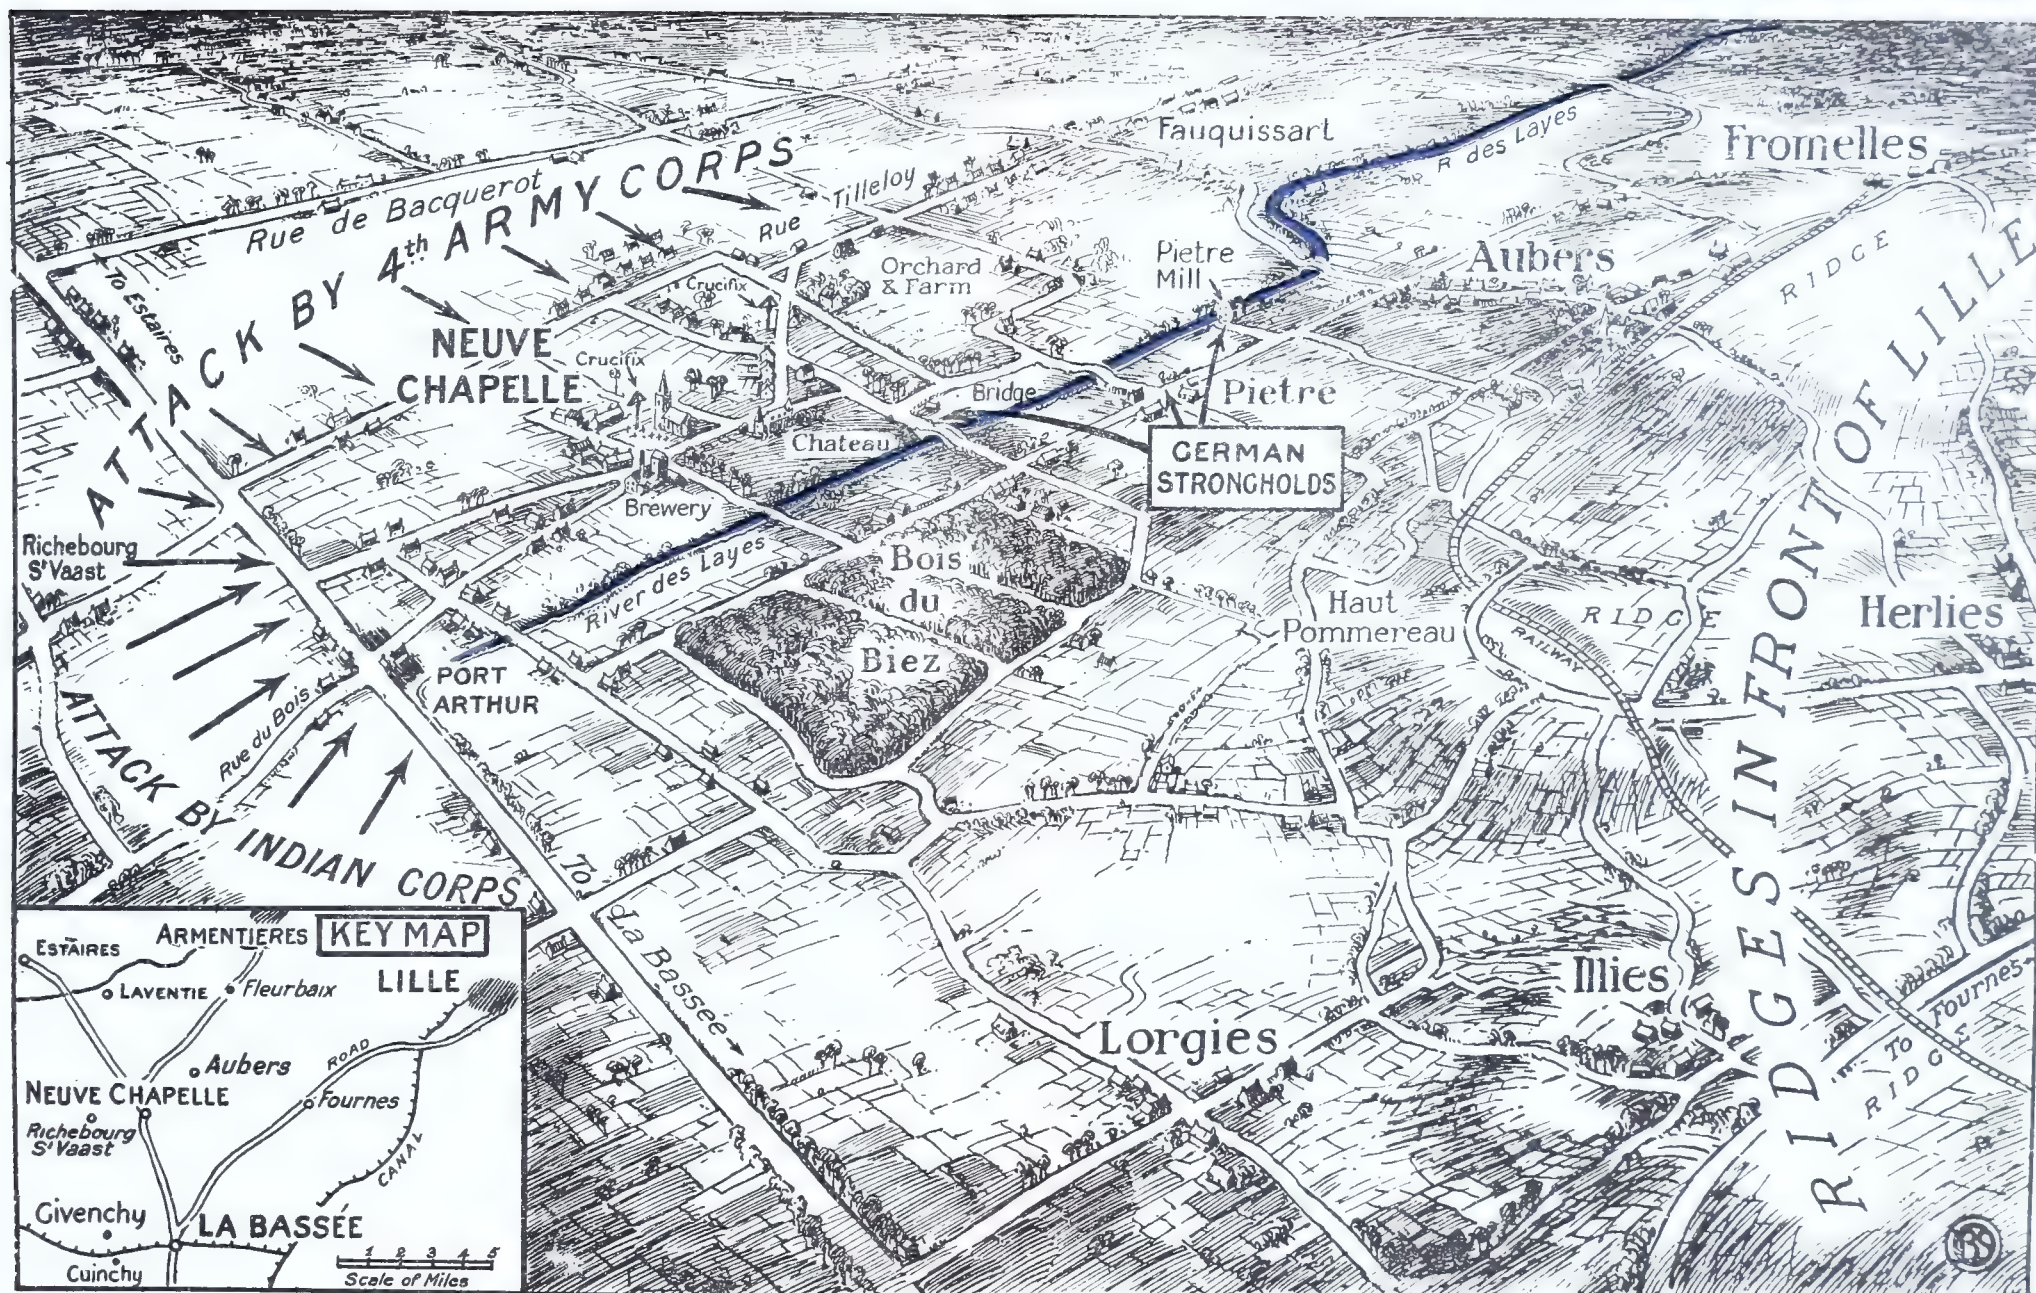 Fauquissart
R des Layes
Fromelles
Rue de Bacquerot
ATTACK BY 4th ARMY CORPS
Rue Tilleloy
To Estaires
Crucifix
Orchard
& Farm
Pietre
Mill
Aubers
RIDGE
NEUVE
CHAPELLE
Crucifix
Bridge
Pietre
Chateau
GERMAN
STRONGHOLDS
Brewery
Richebourg
St Vaast
River des Layes
Bois
du
Biez
Haut
Pommereau
RIDGE
RAILWAY
Herlies
RIDGES IN FRONT OF LILLE
PORT
ARTHUR
Rue du Bois
ATTACK BY INDIAN CORPS
To La Bassée
Illies
Lorgies
To Fournes
RIDGE
KEY MAP
ESTAIRES
ARMENTIERES
LILLE
LAVENTIE
Fleurbaix
Aubers
ROAD
NEUVE CHAPELLE
Fournes
Richebourg
St Vaast
CANAL
Givenchy
LA BASSÉE
Cuinchy
1 2 3 4 5
Scale of Miles